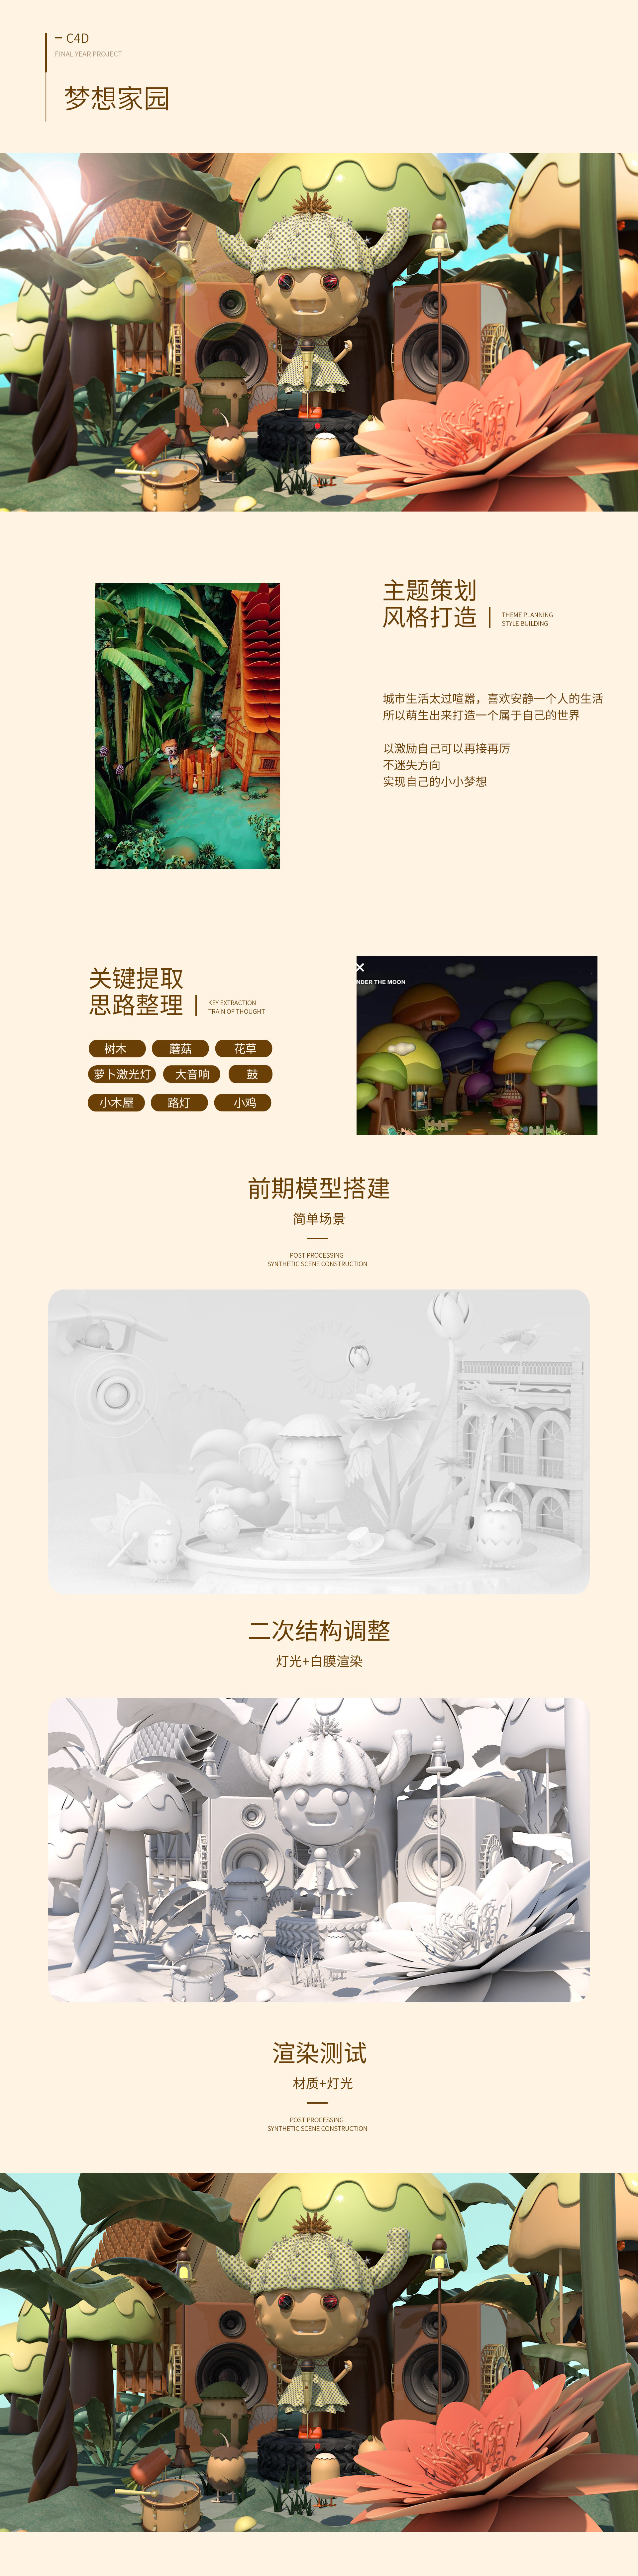 – C4D
FINAL YEAR PROJECT
梦想家园
主题策划
风格打造
THEME PLANNING
STYLE BUILDING
城市生活太过喧嚣，喜欢安静一个人的生活
所以萌生出来打造一个属于自己的世界
以激励自己可以再接再厉
不迷失方向
实现自己的小小梦想
关键提取
思路整理
KEY EXTRACTION
TRAIN OF THOUGHT
树木 蘑菇 花草
萝卜激光灯 大音响 鼓
小木屋 路灯 小鸡
NDER THE MOON
前期模型搭建
简单场景
POST PROCESSING
SYNTHETIC SCENE CONSTRUCTION
二次结构调整
灯光+白膜渲染
渲染测试
材质+灯光
POST PROCESSING
SYNTHETIC SCENE CONSTRUCTION